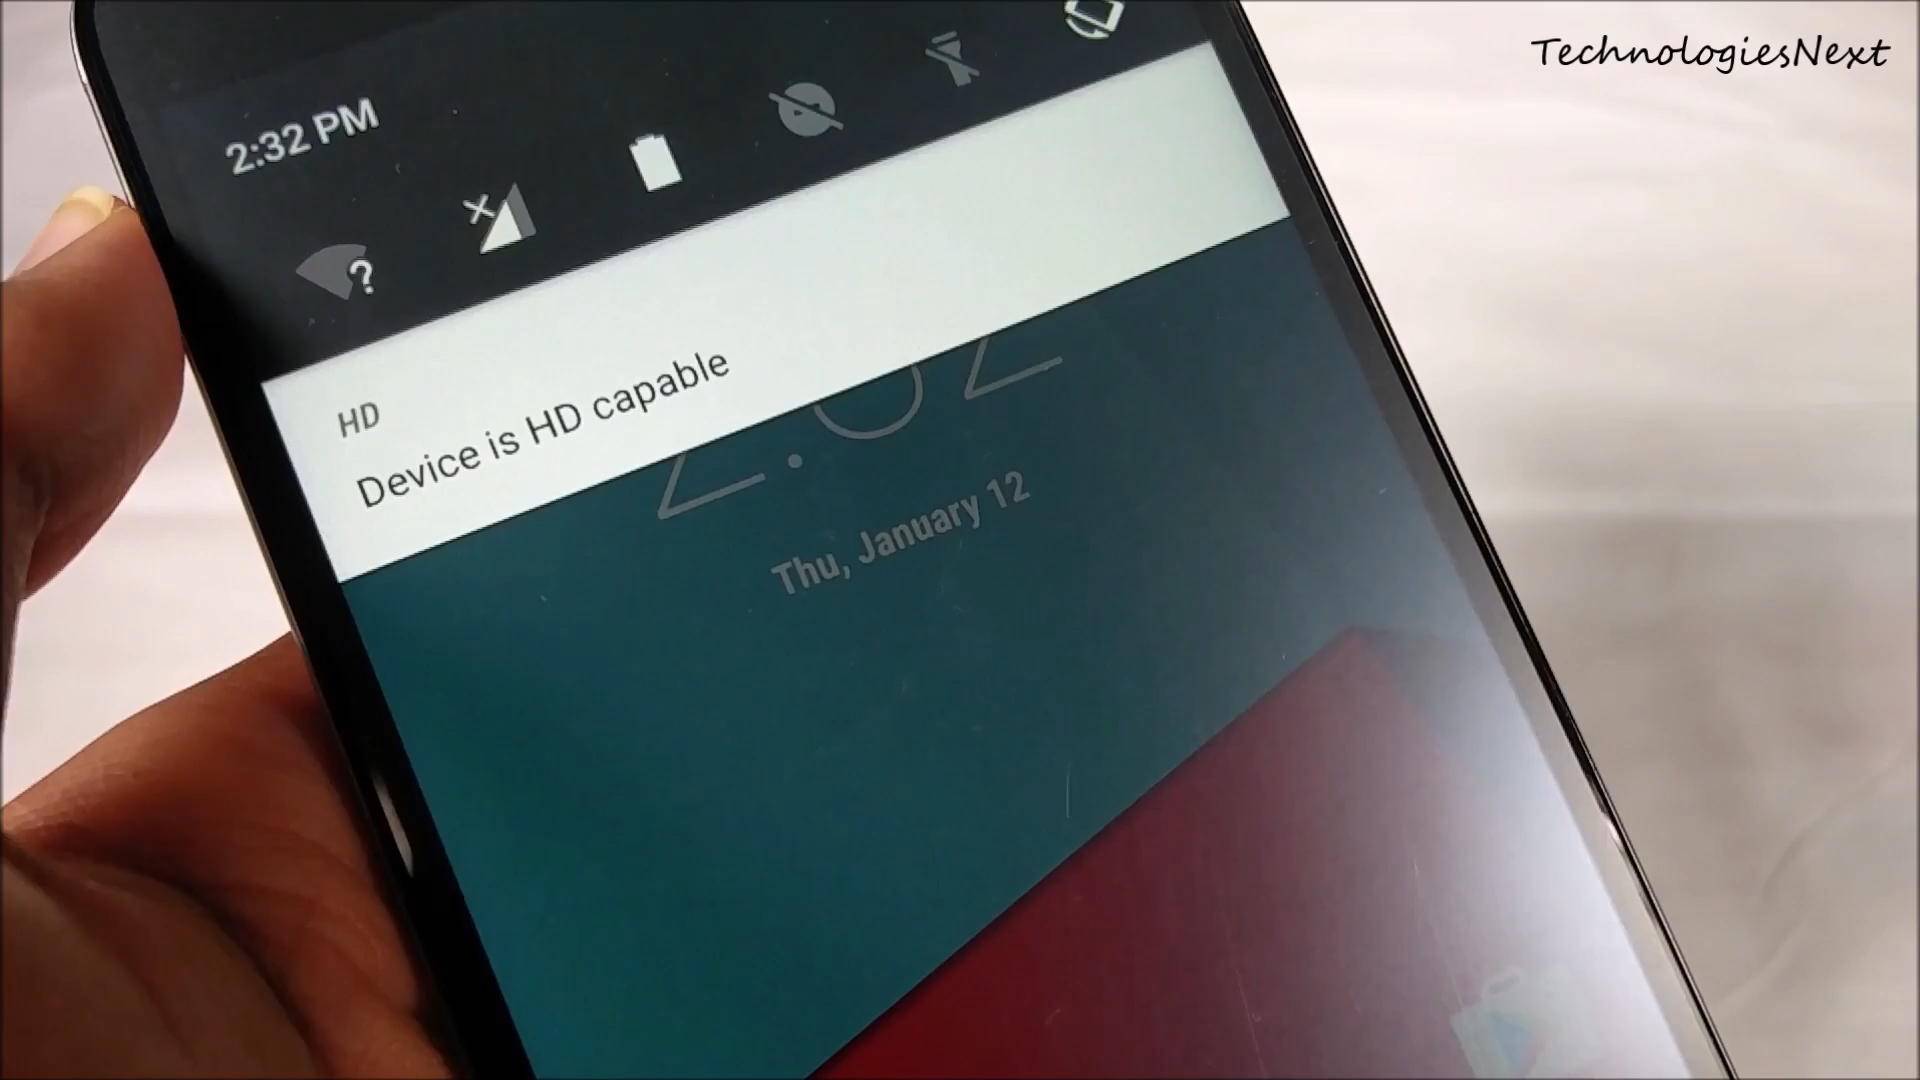 TechnologiesNext
2:32 PM
?
HD
Device is HD capable
Thu, January 12